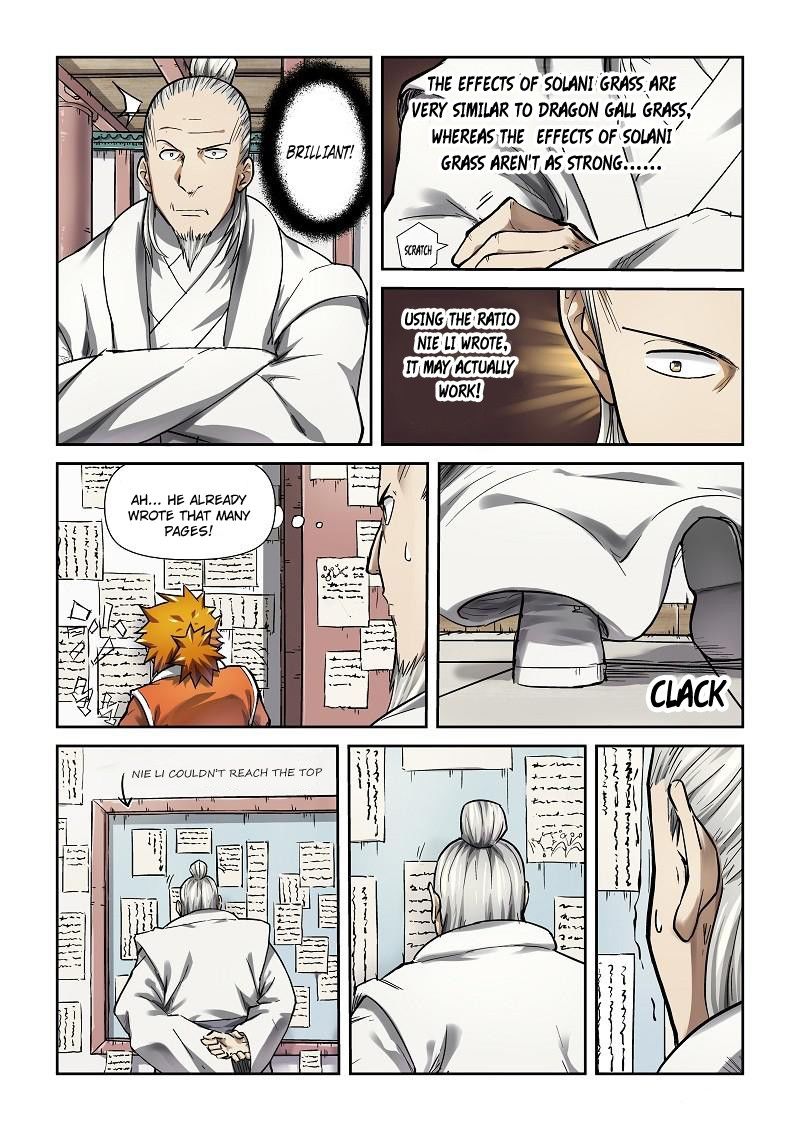 BRILLIANT!
THE EFFECTS OF SOLANI GRASS ARE
VERY SIMILAR TO DRAGON GALL GRASS,
WHEREAS THE EFFECTS OF SOLANI
GRASS AREN'T AS STRONG......
SCRATCH
USING THE RATIO
NIE LI WROTE,
IT MAY ACTUALLY
WORK!
AH... HE ALREADY
WROTE THAT MANY
PAGES!
CLACK
NIE LI COULDN'T REACH THE TOP